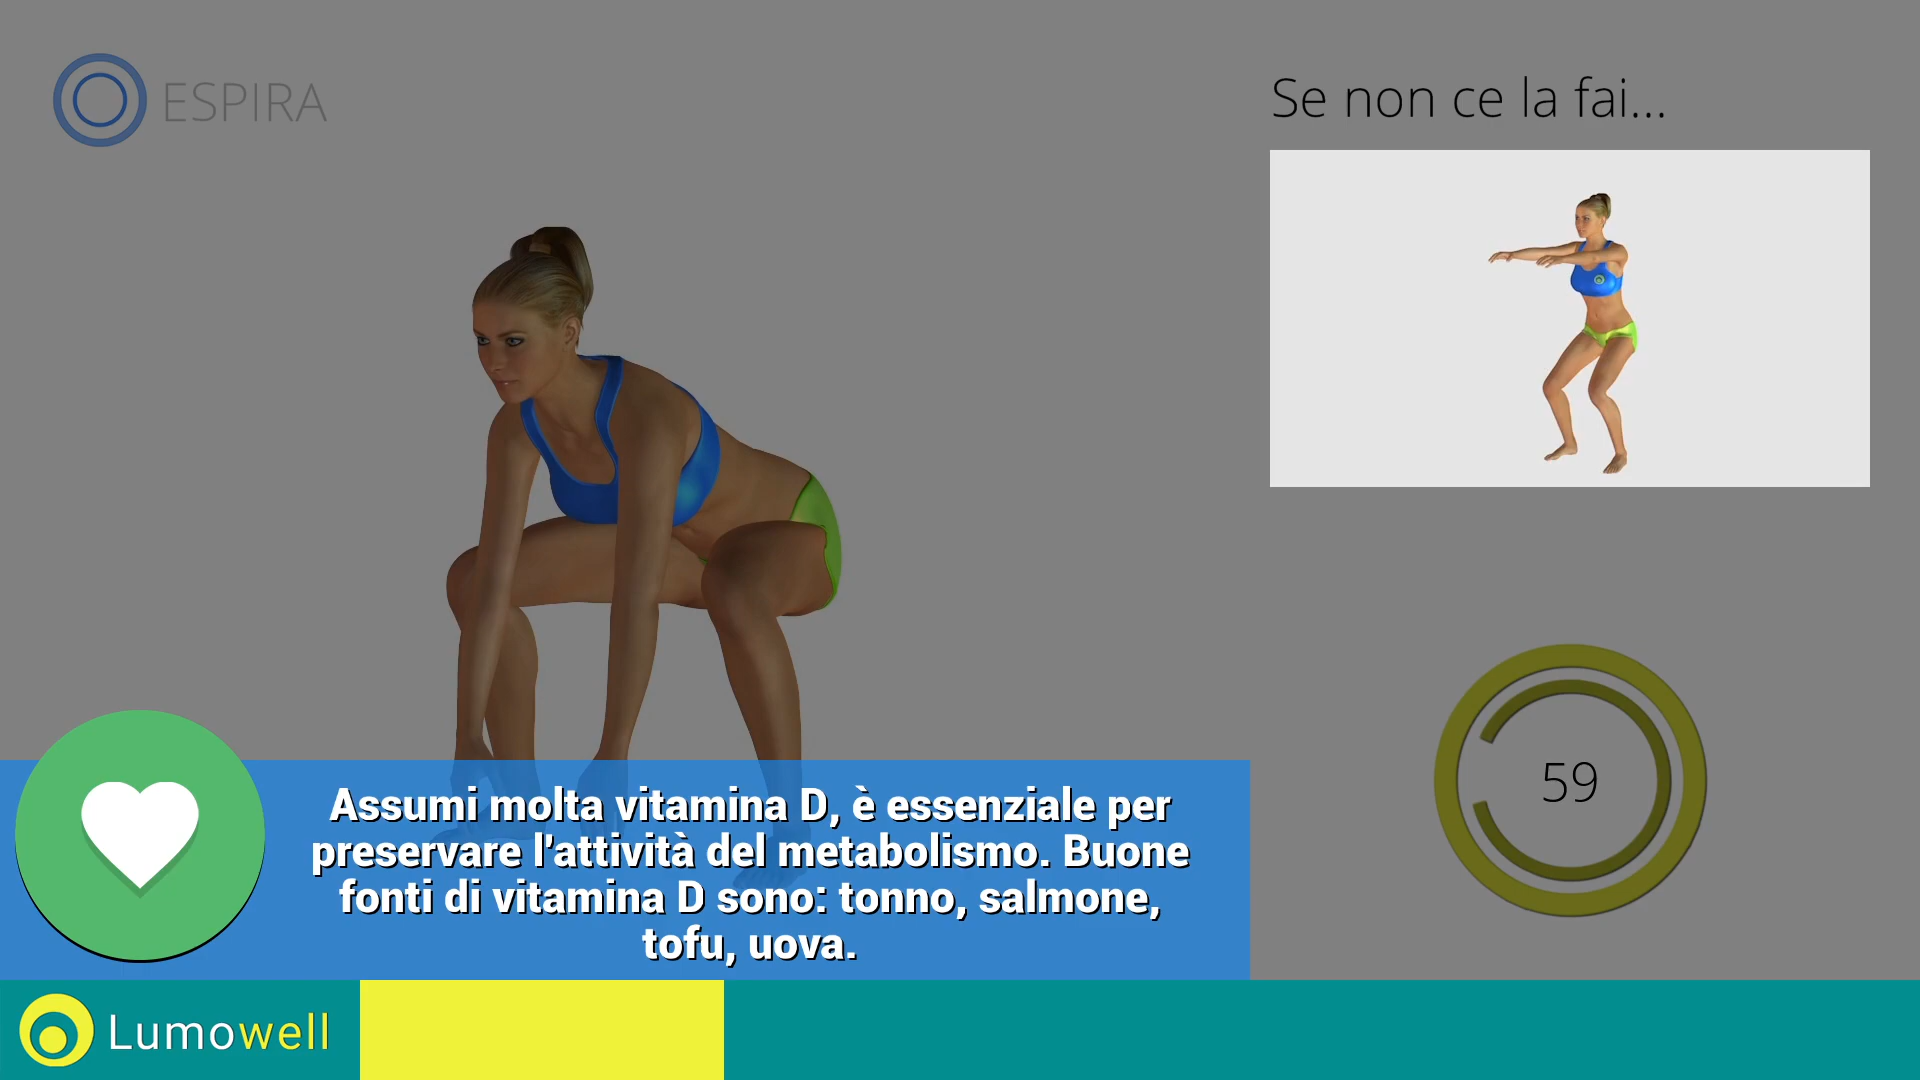 ESPIRA
Se non ce la fai...
59
Assumi molta vitamina D, è essenziale per
preservare l'attività del metabolismo. Buone
fonti di vitamina D sono: tonno, salmone,
tofu, uova.
Lumowell